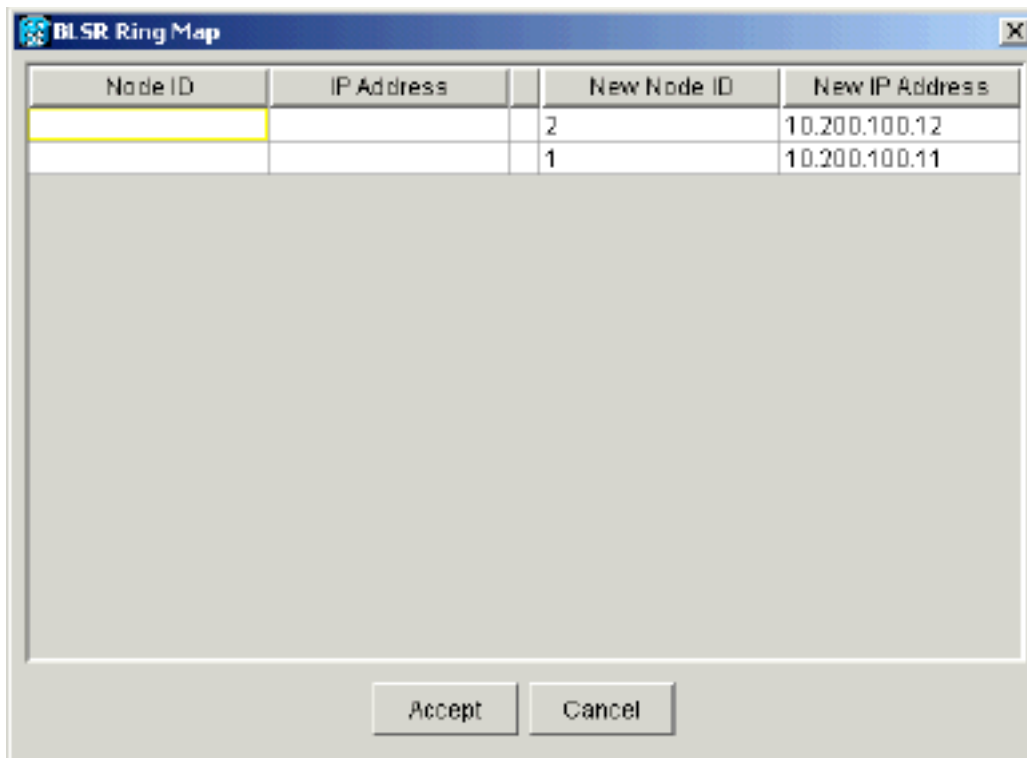 BLSR Ring Map
Node ID IP Address New Node ID New IP Address
2 10.200.100.12
1 10.200.100.11
Accept Cancel